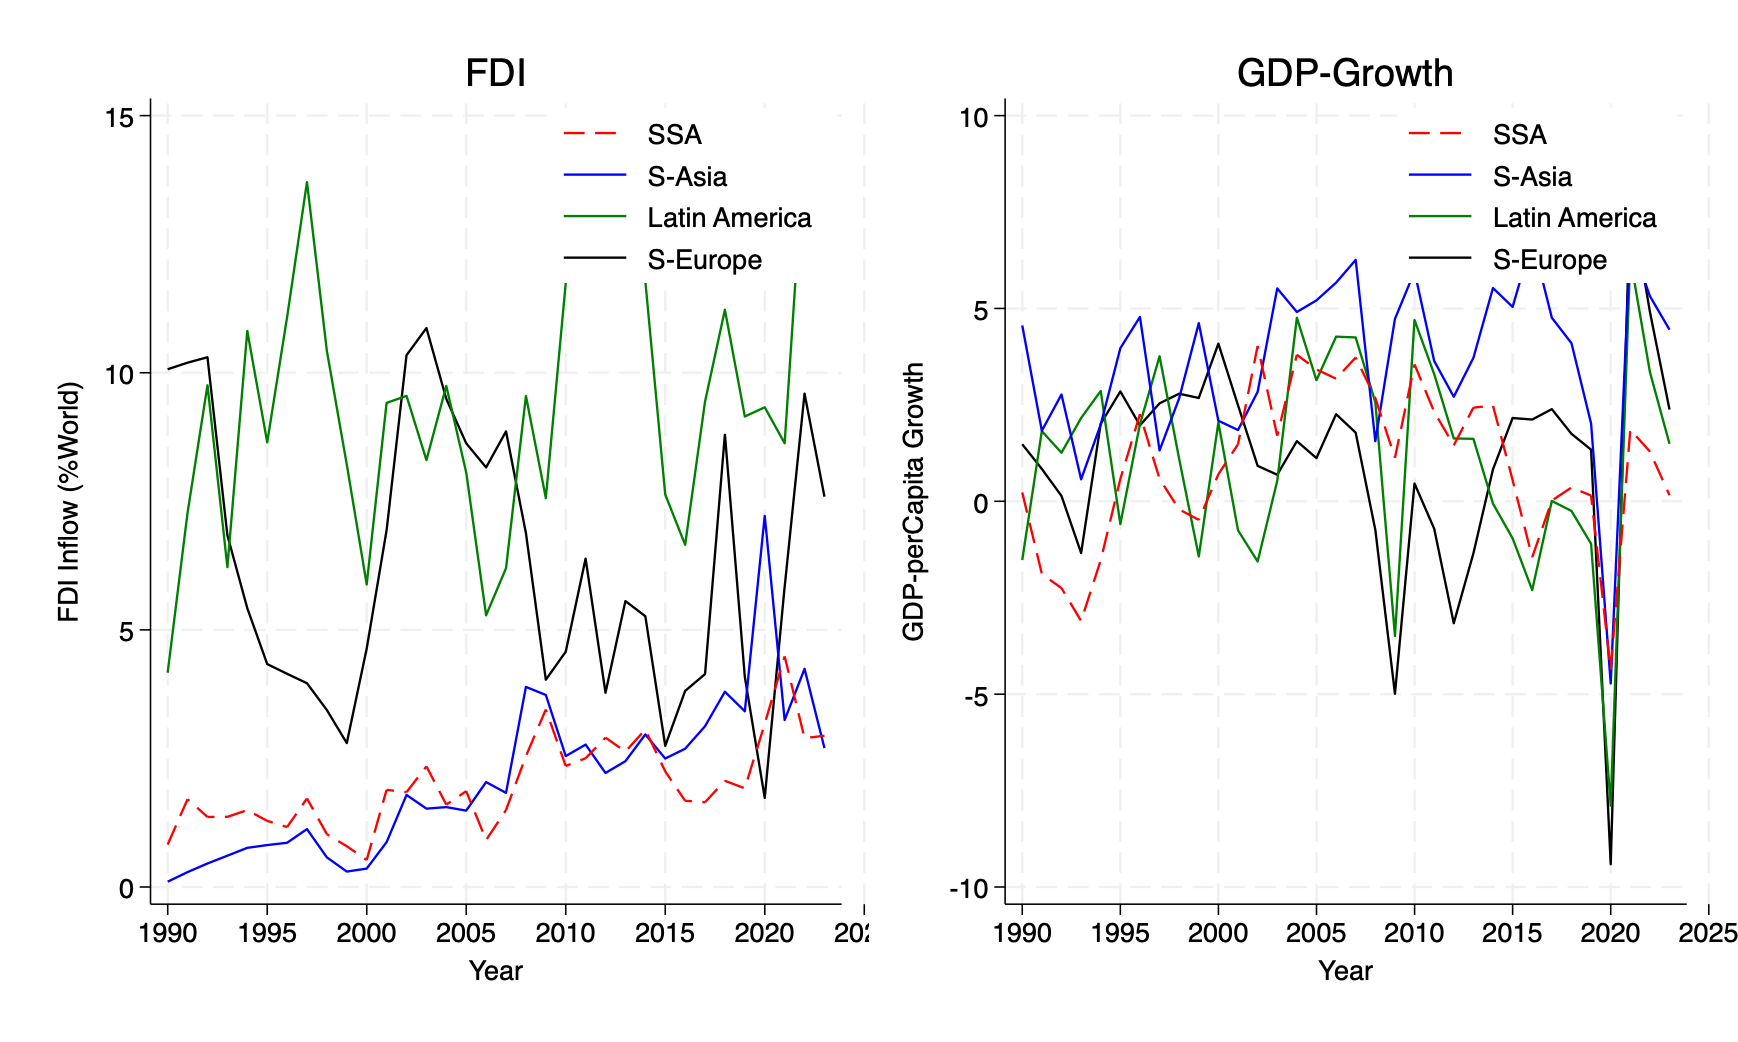 FDI
15
10
5
0
FDI Inflow (%World)
SSA
S-Asia
Latin America
S-Europe
1990 1995 2000 2005 2010 2015 2020 202
Year
GDP-Growth
10
5
0
-5
-10
GDP-perCapita Growth
SSA
S-Asia
Latin America
S-Europe
1990 1995 2000 2005 2010 2015 2020 2025
Year